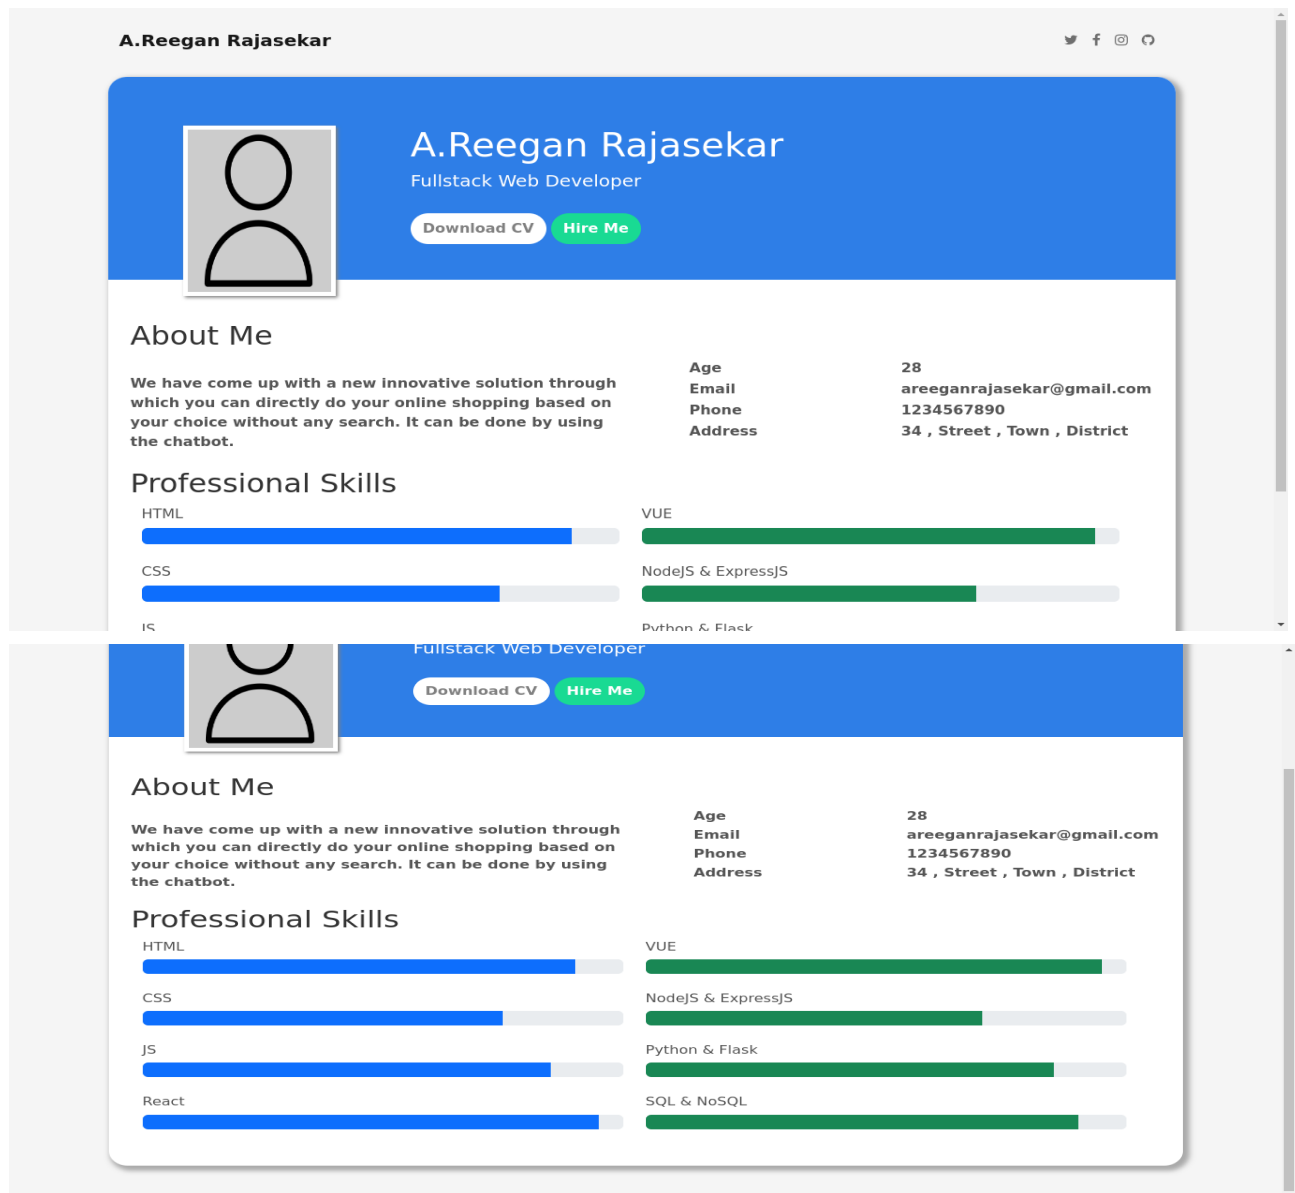 A.Reegan Rajasekar
A.Reegan Rajasekar
Fullstack Web Developer
Download CV Hire Me
About Me
We have come up with a new innovative solution through
which you can directly do your online shopping based on
your choice without any search. It can be done by using
the chatbot.
Age 28
Email areeganrajasekar@gmail.com
Phone 1234567890
Address 34 , Street , Town , District
Professional Skills
HTML
VUE
CSS
NodeJS & ExpressJS
JS
Python & Flask
Fullstack Web Developer
Download CV Hire Me
About Me
We have come up with a new innovative solution through
which you can directly do your online shopping based on
your choice without any search. It can be done by using
the chatbot.
Age 28
Email areeganrajasekar@gmail.com
Phone 1234567890
Address 34 , Street , Town , District
Professional Skills
HTML
VUE
CSS
NodeJS & ExpressJS
JS
Python & Flask
React
SQL & NoSQL